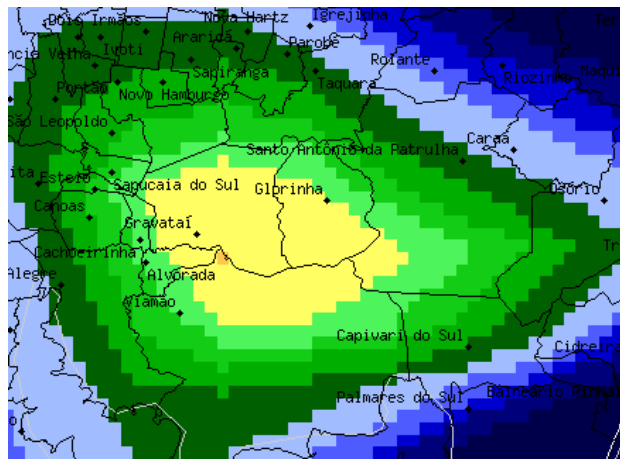 Dois Irmãos
Nova Hartz
Igrejinha
Araricá
Ivoti
Parobé
Rolante
Sapiranga
Riozinho
Taquara
Portão
Novo Hamburgo
São Leopoldo
Caraá
Santo Antônio da Patrulha
Esteio
Sapucaia do Sul
Glorinha
Osório
Canoas
Gravataí
Cachoeirinha
Alegre
Alvorada
Viamão
Capivari do Sul
Cidreira
Palmares do Sul